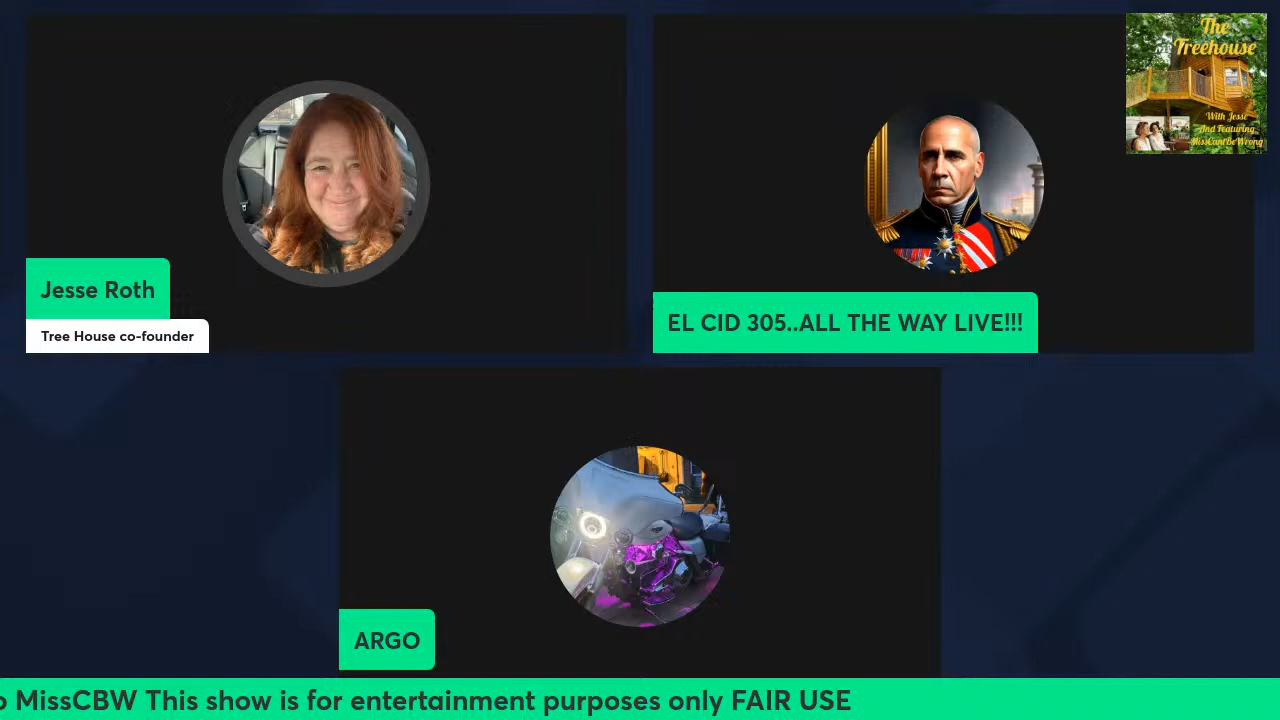 The
Treehouse
With Jesse
And Featuring
MissCantBeWrong
Jesse Roth
Tree House co-founder
EL CID 305..ALL THE WAY LIVE!!!
ARGO
MissCBW This show is for entertainment purposes only FAIR USE